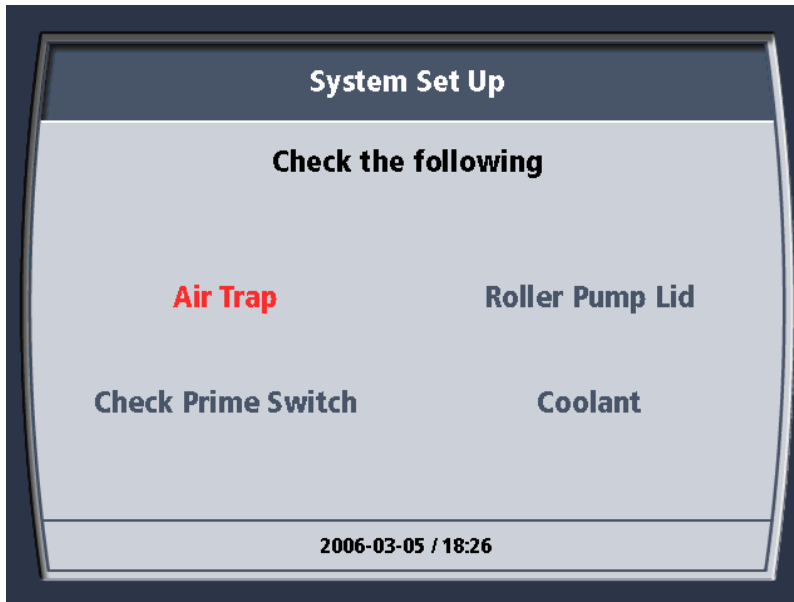 System Set Up
Check the following
Air Trap
Roller Pump Lid
Check Prime Switch
Coolant
2006-03-05 / 18:26